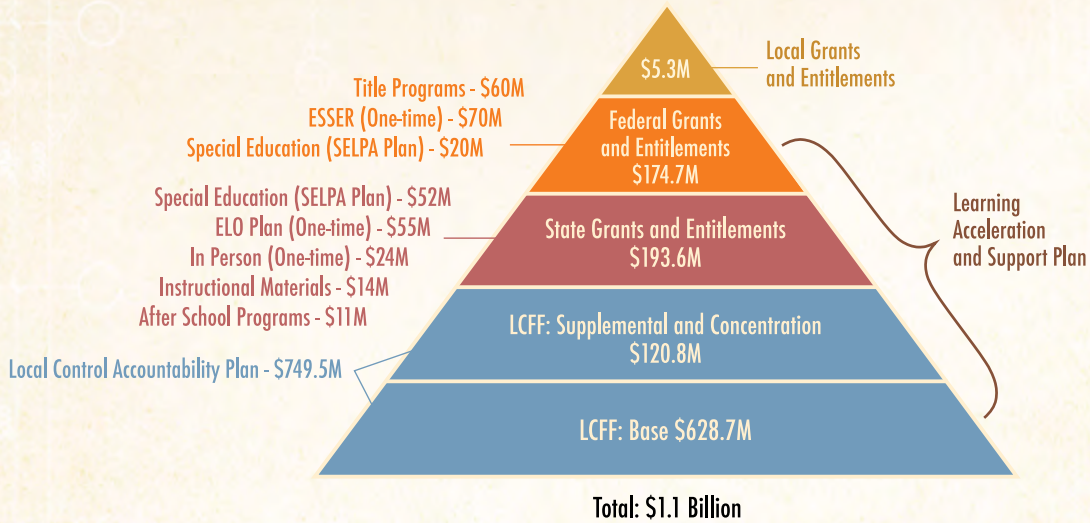 $5.3M
Local Grants
and Entitlements
Title Programs - $60M
ESSER (One-time) - $70M
Special Education (SELPA Plan) - $20M
Federal Grants
and Entitlements
$174.7M
Special Education (SELPA Plan) - $52M
ELO Plan (One-time) - $55M
In Person (One-time) - $24M
Instructional Materials - $14M
After School Programs - $11M
State Grants and Entitlements
$193.6M
Learning
Acceleration
and Support Plan
LCFF: Supplemental and Concentration
$120.8M
Local Control Accountability Plan - $749.5M
LCFF: Base $628.7M
Total: $1.1 Billion